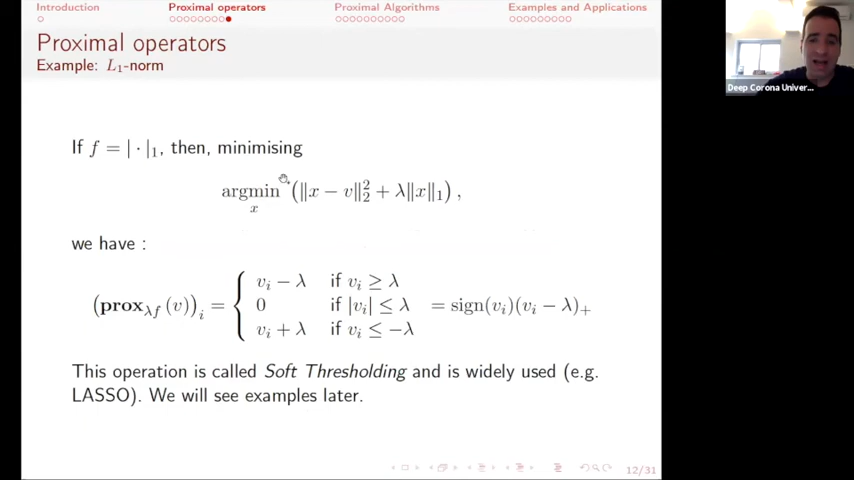 Introduction
Proximal operators
Proximal Algorithms
Examples and Applications
Proximal operators
Example: L₁-norm
If f = | · |₁, then, minimising
argmin (‖x − v‖₂² + λ‖x‖₁) ,
x
we have :
(prox_λf (v))ᵢ = { vᵢ − λ if vᵢ ≥ λ
0 if |vᵢ| ≤ λ = sign(vᵢ)(vᵢ − λ)₊
vᵢ + λ if vᵢ ≤ −λ
This operation is called Soft Thresholding and is widely used (e.g.
LASSO). We will see examples later.
12/31
Deep Corona Univer...